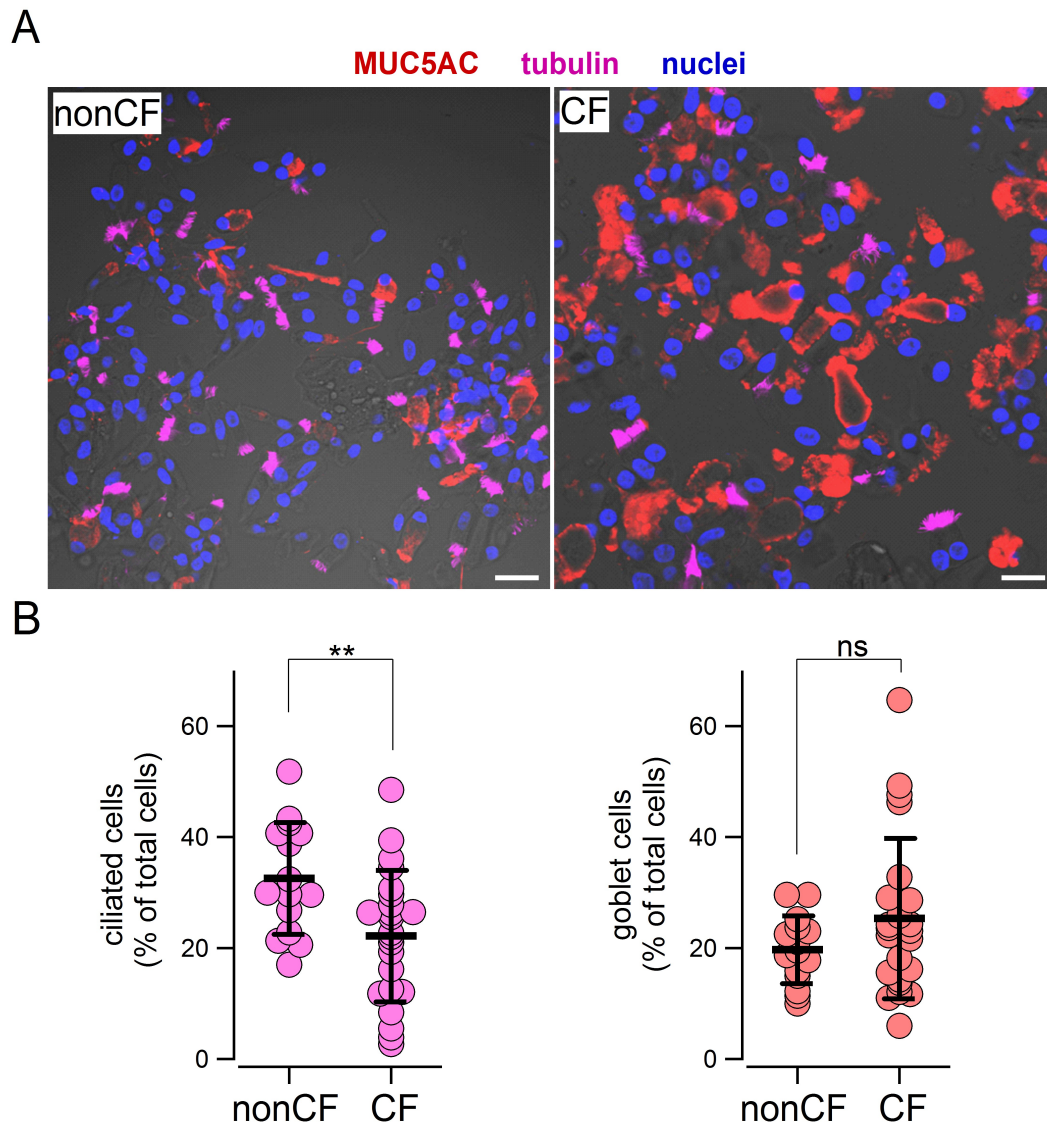 A
MUC5AC tubulin nuclei
nonCF
CF
B
**
ciliated cells
(% of total cells)
60
40
20
0
nonCF CF
ns
goblet cells
(% of total cells)
60
40
20
0
nonCF CF